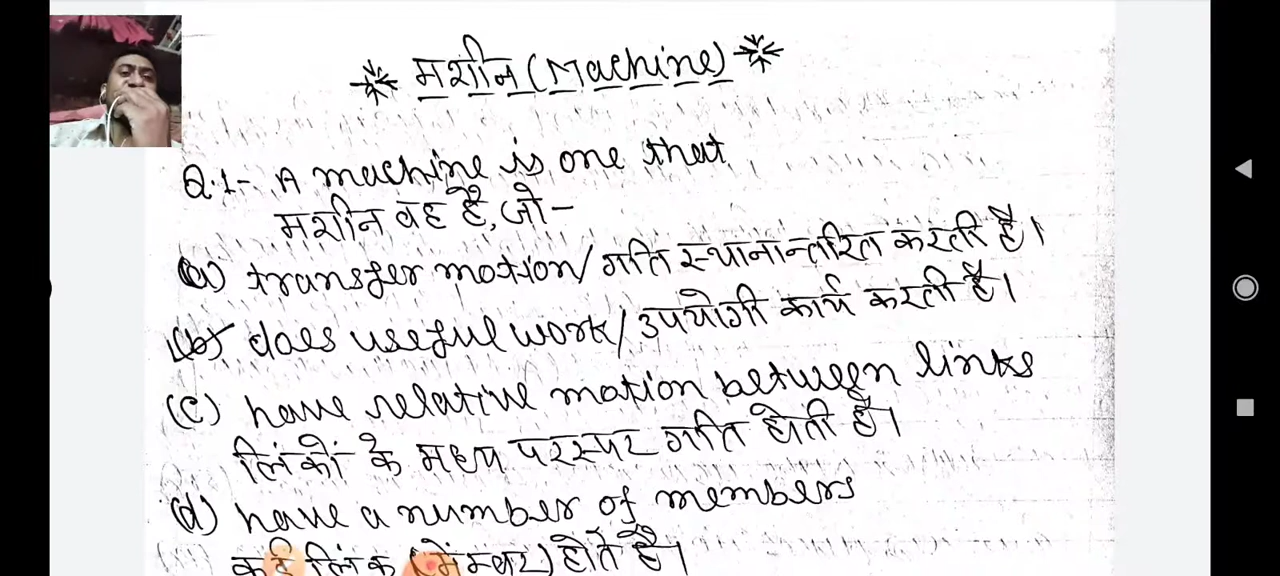 मशीन (Machine)
Q.1- A machine is one that
मशीन वह है, जो-
(a) transfer motion/गति स्थानान्तरित करती है।
(b) does useful work/उपयोगी कार्य करती है।
(c) have relative motion between links
लिंकों के मध्य परस्पर गति होती है।
(d) have a number of members
कई लिंक (मेम्बर) होते है।